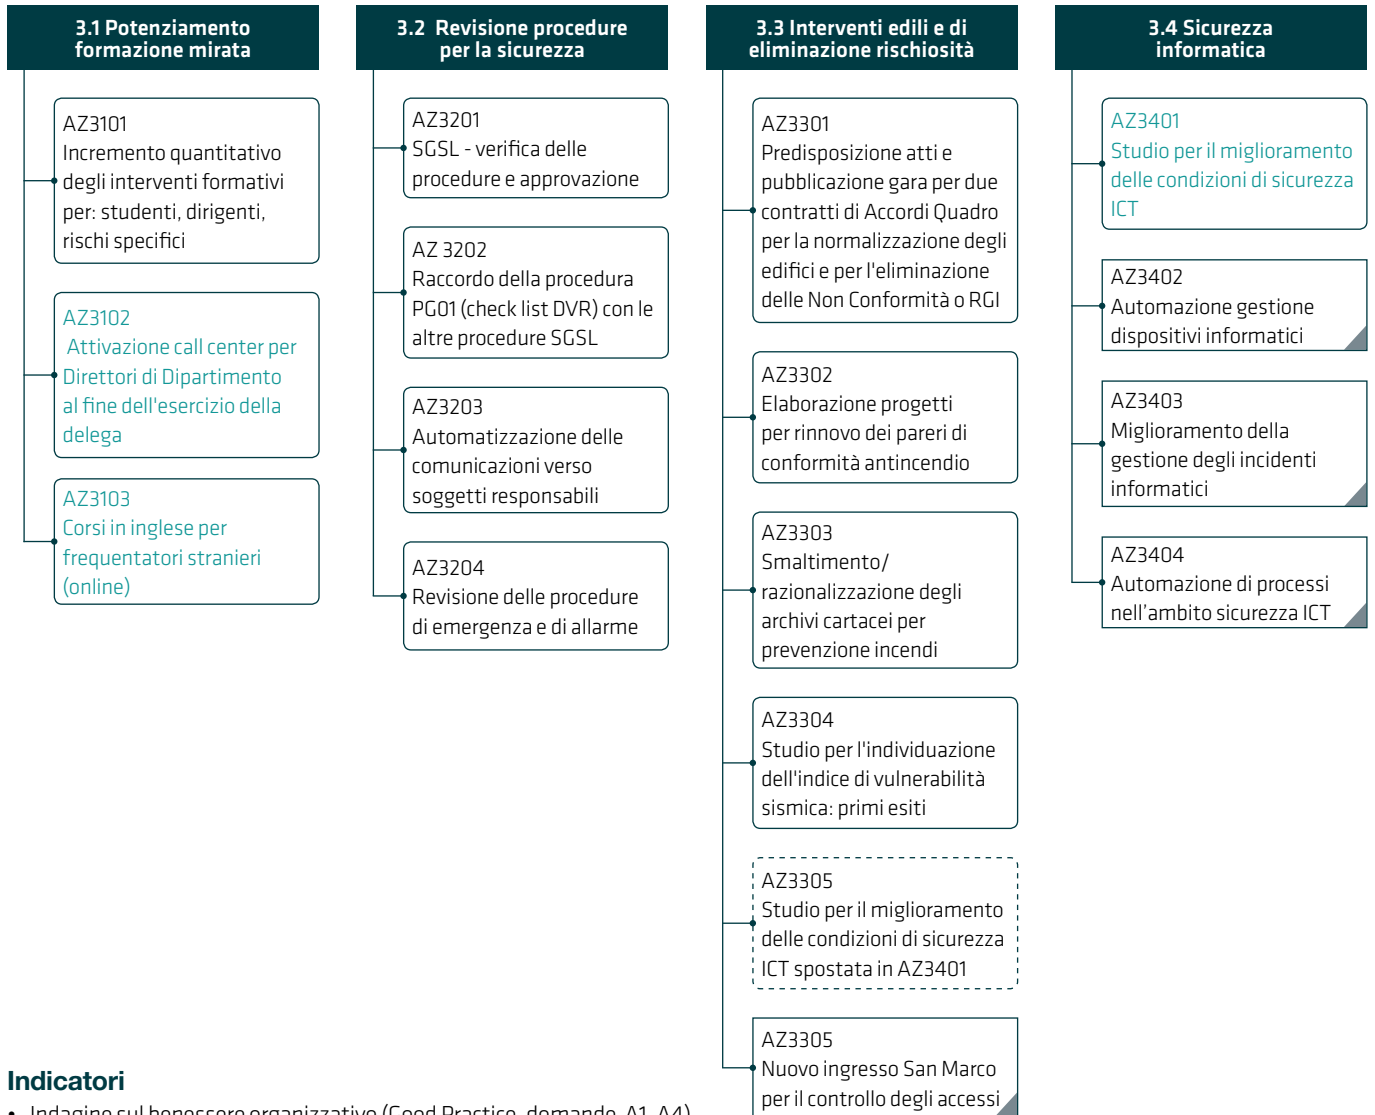 3.1 Potenziamento
formazione mirata
AZ3101
Incremento quantitativo
degli interventi formativi
per: studenti, dirigenti,
rischi specifici
AZ3102
Attivazione call center per
Direttori di Dipartimento
al fine dell'esercizio della
delega
AZ3103
Corsi in inglese per
frequentatori stranieri
(online)
3.2 Revisione procedure
per la sicurezza
AZ3201
SGSL - verifica delle
procedure e approvazione
AZ 3202
Raccordo della procedura
PG01 (check list DVR) con le
altre procedure SGSL
AZ3203
Automatizzazione delle
comunicazioni verso
soggetti responsabili
AZ3204
Revisione delle procedure
di emergenza e di allarme
3.3 Interventi edili e di
eliminazione rischiosità
AZ3301
Predisposizione atti e
pubblicazione gara per due
contratti di Accordi Quadro
per la normalizzazione degli
edifici e per l'eliminazione
delle Non Conformità o RGI
AZ3302
Elaborazione progetti
per rinnovo dei pareri di
conformità antincendio
AZ3303
Smaltimento/
razionalizzazione degli
archivi cartacei per
prevenzione incendi
AZ3304
Studio per l'individuazione
dell'indice di vulnerabilità
sismica: primi esiti
AZ3305
Studio per il miglioramento
delle condizioni di sicurezza
ICT spostata in AZ3401
AZ3305
Nuovo ingresso San Marco
per il controllo degli accessi
3.4 Sicurezza
informatica
AZ3401
Studio per il miglioramento
delle condizioni di sicurezza
ICT
AZ3402
Automazione gestione
dispositivi informatici
AZ3403
Miglioramento della
gestione degli incidenti
informatici
AZ3404
Automazione di processi
nell’ambito sicurezza ICT
Indicatori
• Indagine sul benessere organizzativo (Good Practice, domande A1-A4)